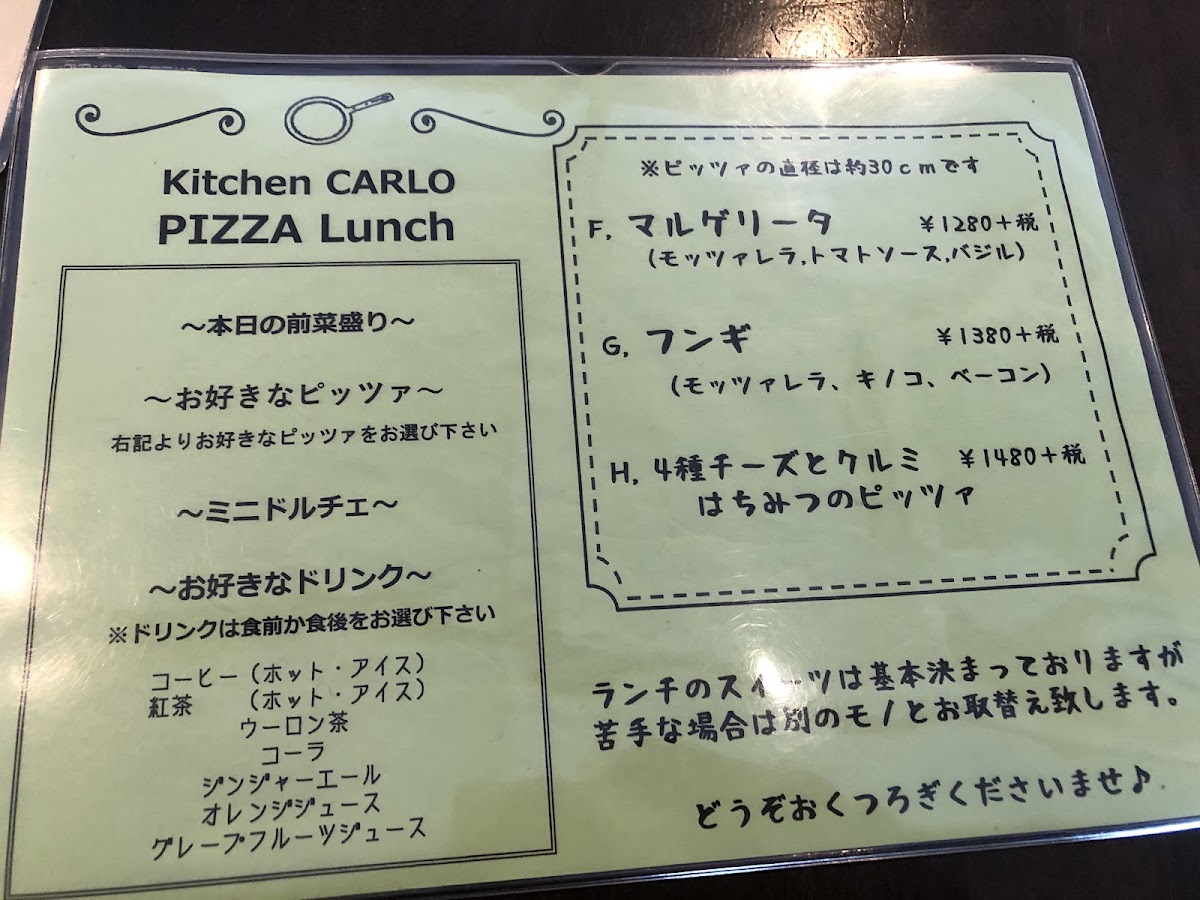 Kitchen CARLO
PIZZA Lunch
～本日の前菜盛り～
～お好きなピッツァ～
右記よりお好きなピッツァをお選び下さい
～ミニドルチェ～
～お好きなドリンク～
※ドリンクは食前か食後をお選び下さい
コーヒー（ホット・アイス）
紅茶　　（ホット・アイス）
ウーロン茶
コーラ
ジンジャーエール
オレンジジュース
グレープフルーツジュース
※ピッツァの直径は約30ｃｍです
F. マルゲリータ ￥1280＋税
(モッツァレラ,トマトソース,バジル)
G. フンギ ￥1380＋税
(モッツァレラ、キノコ、ベーコン)
H. 4種チーズとクルミ ￥1480＋税
はちみつのピッツァ
ランチのスイーツは基本決まっておりますが
苦手な場合は別のモノとお取替え致します。
どうぞおくつろぎくださいませ♪